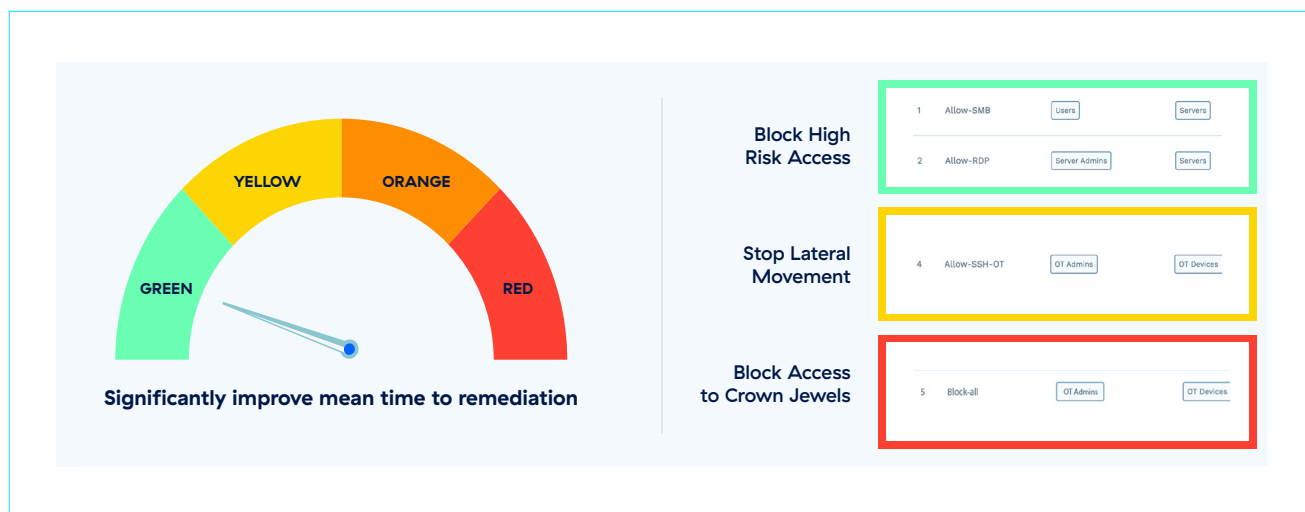 YELLOW
ORANGE
GREEN
RED
Significantly improve mean time to remediation
Block High
Risk Access
1 Allow-SMB Users Servers
2 Allow-RDP Server Admins Servers
Stop Lateral
Movement
4 Allow-SSH-OT OT Admins OT Devices
Block Access
to Crown Jewels
5 Block-all OT Admins OT Devices